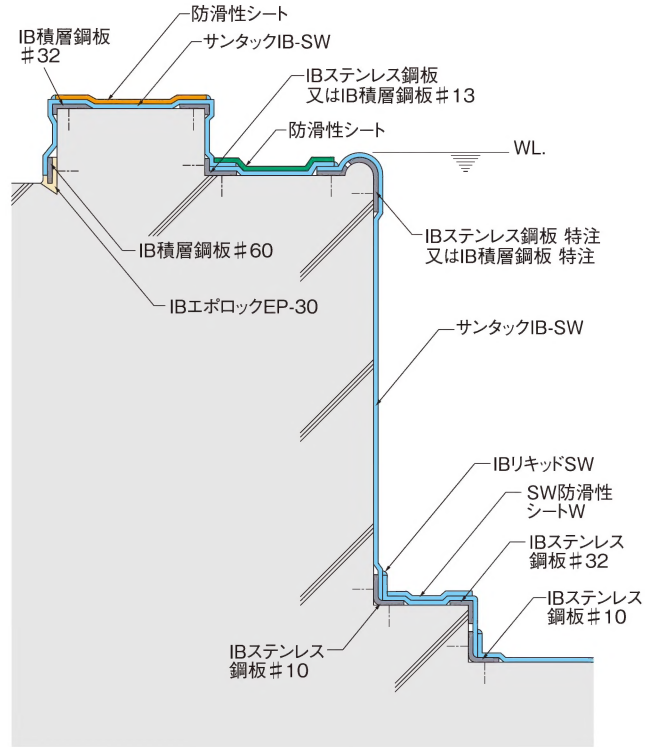 防滑性シート
IB積層鋼板
♯32
サンタックIB-SW
IBステンレス鋼板
又はIB積層鋼板♯13
防滑性シート
WL.
IBステンレス鋼板 特注
又はIB積層鋼板 特注
IB積層鋼板♯60
IBエポロックEP-30
サンタックIB-SW
IBリキッドSW
SW防滑性
シートW
IBステンレス
鋼板♯32
IBステンレス
鋼板♯10
IBステンレス
鋼板♯10